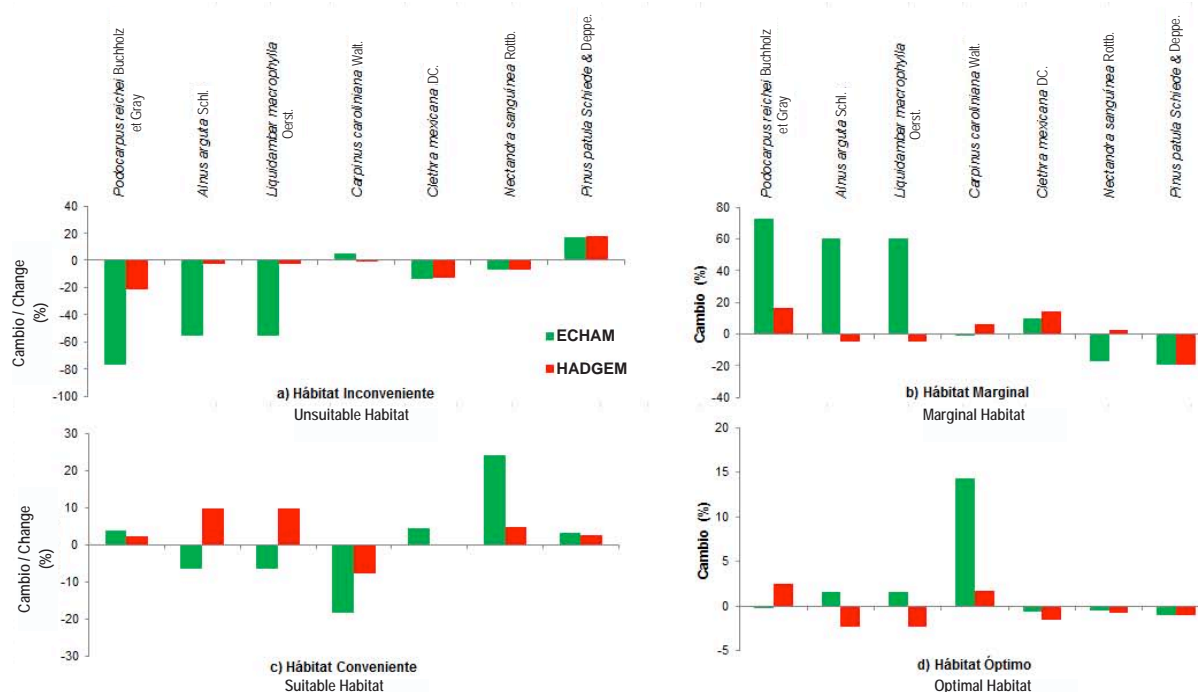 Podocarpus reichei Buchholz
et Gray
Alnus arguta Schl.
Liquidambar macrophylla
Oerst.
Carpinus caroliniana Walt.
Clethra mexicana DC.
Nectandra sanguínea Rottb.
Pinus patula Schiede & Deppe.
Podocarpus reichei Buchholz
et Gray
Alnus arguta Schl.
Liquidambar macrophylla
Oerst.
Carpinus caroliniana Walt.
Clethra mexicana DC.
Nectandra sanguínea Rottb.
Pinus patula Schiede & Deppe.
Cambio / Change
(%)
40
20
0
-20
-40
-60
-80
-100
ECHAM
HADGEM
a) Hábitat Inconveniente
Unsuitable Habitat
Cambio (%)
80
60
40
20
0
-20
-40
b) Hábitat Marginal
Marginal Habitat
Cambio / Change
(%)
30
20
10
0
-10
-20
-30
c) Hábitat Conveniente
Suitable Habitat
Cambio (%)
20
15
10
5
0
-5
d) Hábitat Óptimo
Optimal Habitat